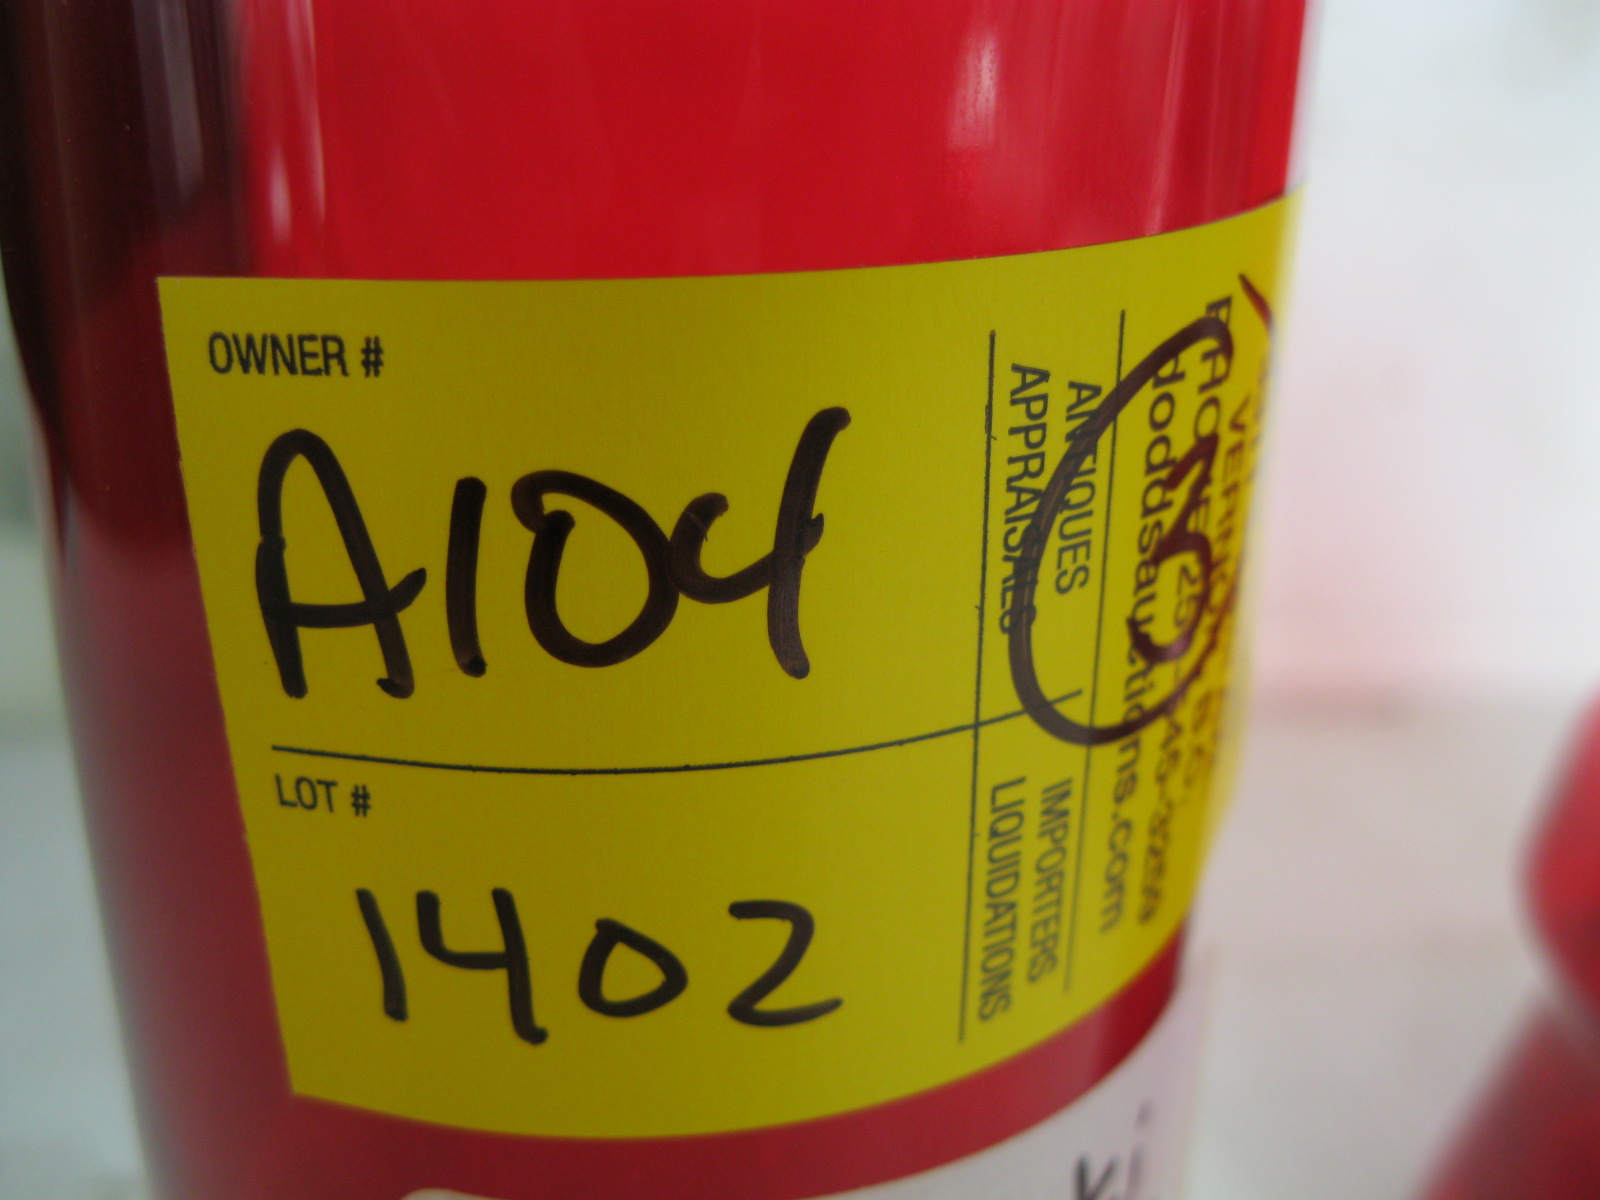 OWNER #
A104
LOT #
1402
ANTIQUES
APPRAISALS
IMPORTERS
LIQUIDATIONS
doddsauctions.com